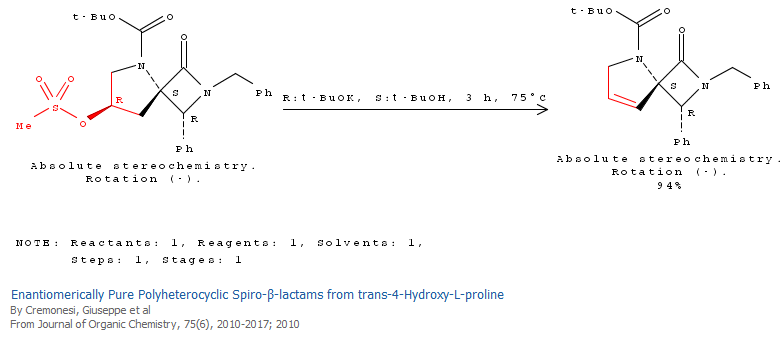 t-BuO
O
N
O
S
N
Ph
O
O
S
R
Me
O
R
Ph
Absolute stereochemistry.
Rotation (-).
R:t-BuOK, S:t-BuOH, 3 h, 75°C
t-BuO
O
N
O
S
N
Ph
R
Ph
Absolute stereochemistry.
Rotation (-).
94%
NOTE: Reactants: 1, Reagents: 1, Solvents: 1,
Steps: 1, Stages: 1
Enantiomerically Pure Polyheterocyclic Spiro-β-lactams from trans-4-Hydroxy-L-proline
By Cremonesi, Giuseppe et al
From Journal of Organic Chemistry, 75(6), 2010-2017; 2010